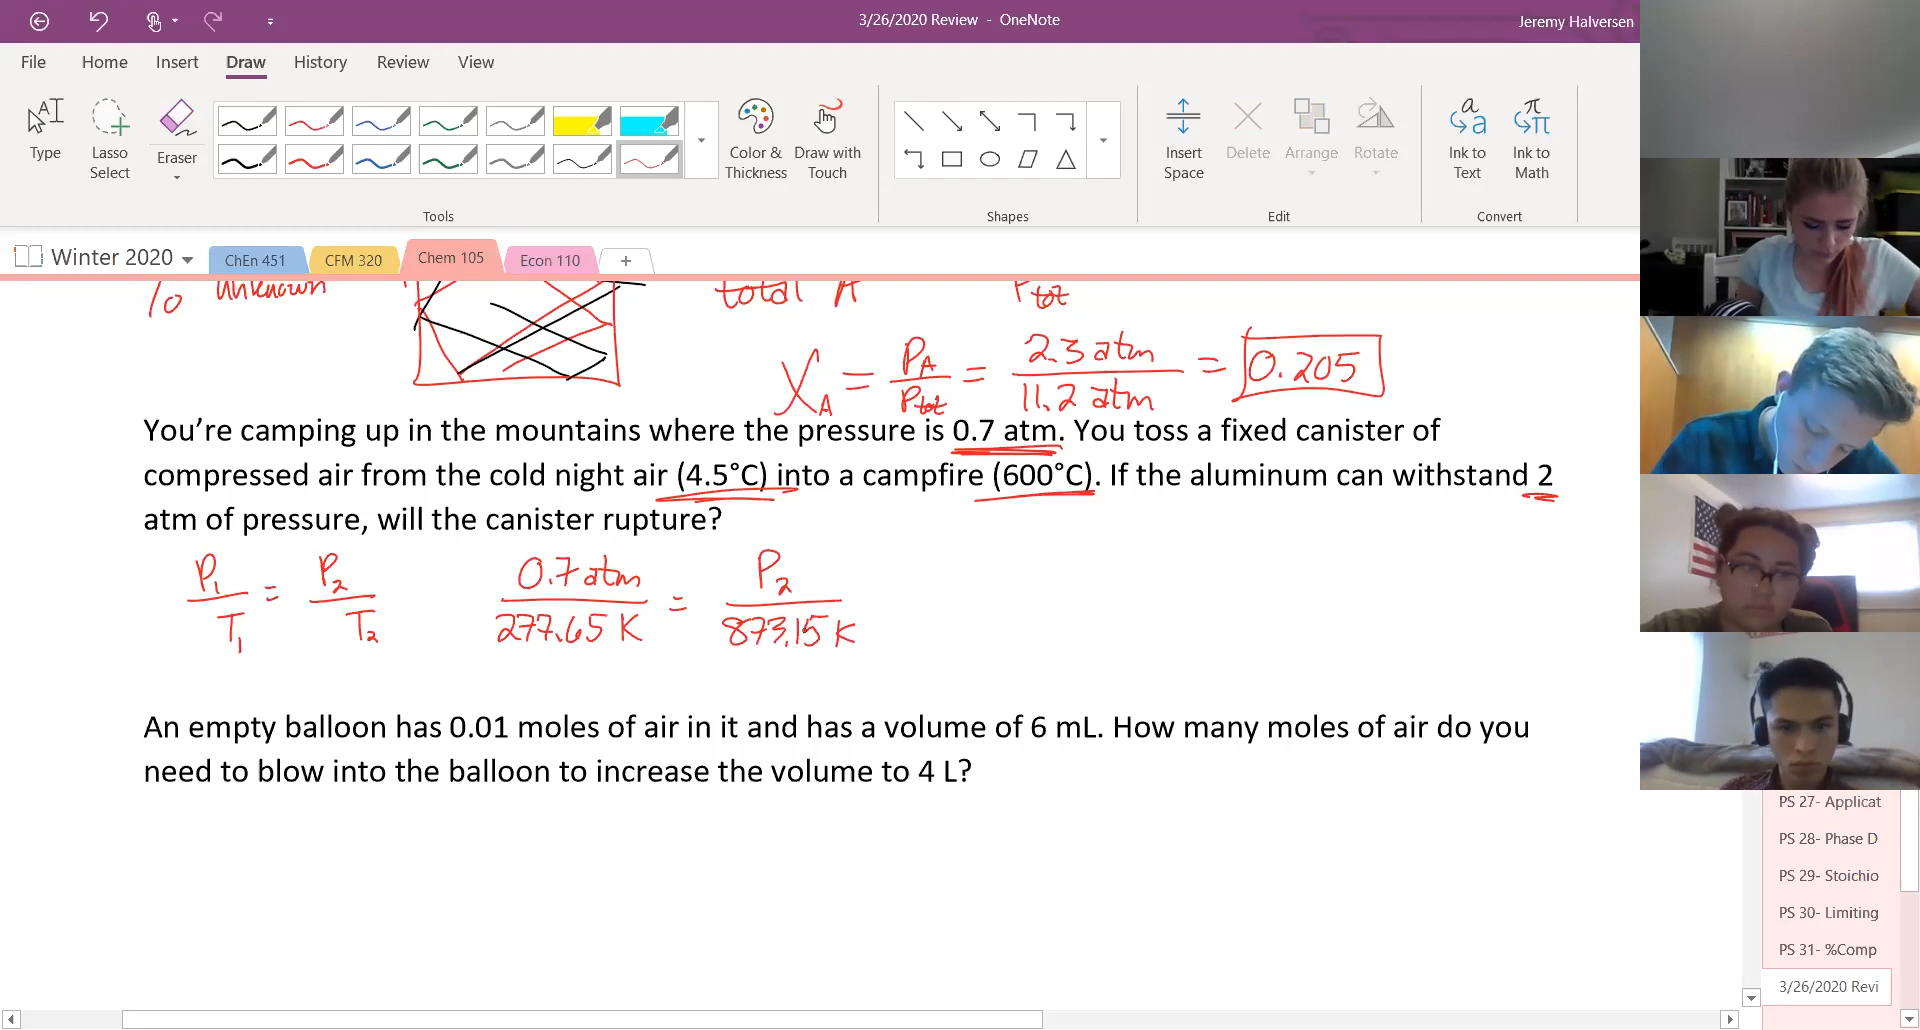 3/26/2020 Review - OneNote
Jeremy Halversen
File Home Insert Draw History Review View
Type
Lasso Select
Eraser
Color & Thickness
Draw with Touch
Insert Space
Delete
Arrange
Rotate
Ink to Text
Ink to Math
Tools
Shapes
Edit
Convert
Winter 2020
ChEn 451
CFM 320
Chem 105
Econ 110
% unknown
total A
Ptot
XA = PA/Ptot = 2.3 atm/11.2 atm = 0.205
You're camping up in the mountains where the pressure is 0.7 atm. You toss a fixed canister of
compressed air from the cold night air (4.5°C) into a campfire (600°C). If the aluminum can withstand 2
atm of pressure, will the canister rupture?
P1/T1 = P2/T2 0.7 atm/277.65 K = P2/873.15 K
An empty balloon has 0.01 moles of air in it and has a volume of 6 mL. How many moles of air do you
need to blow into the balloon to increase the volume to 4 L?
PS 27- Applicat
PS 28- Phase D
PS 29- Stoichio
PS 30- Limiting
PS 31- %Comp
3/26/2020 Revi